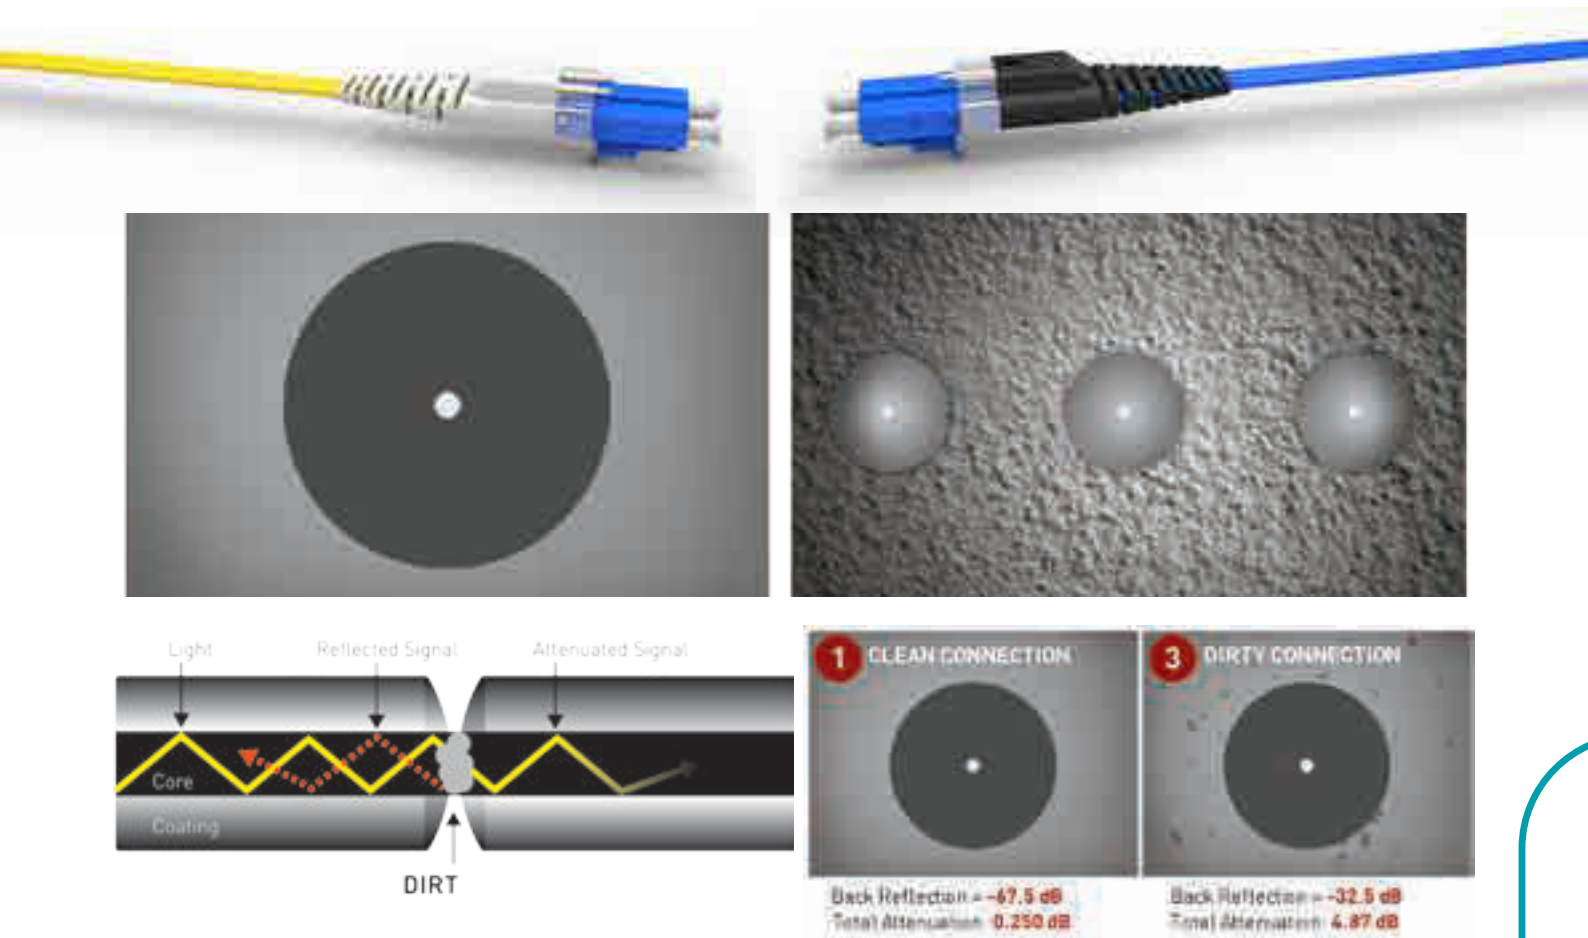 Light
Reflected Signal
Attenuated Signal
Core
Coating
DIRT
1 CLEAN CONNECTION
3 DIRTY CONNECTION
Back Reflection = -67.5 dB
Total Attenuation 0.250 dB
Back Reflection = -32.5 dB
Total Attenuation 4.87 dB